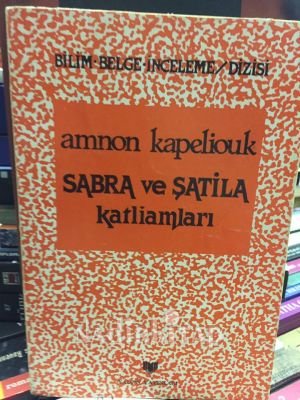 BİLİM·BELGE·İNCELEME/DİZİSİ
amnon kapeliouk
SABRA ve ŞATİLA
katliamları